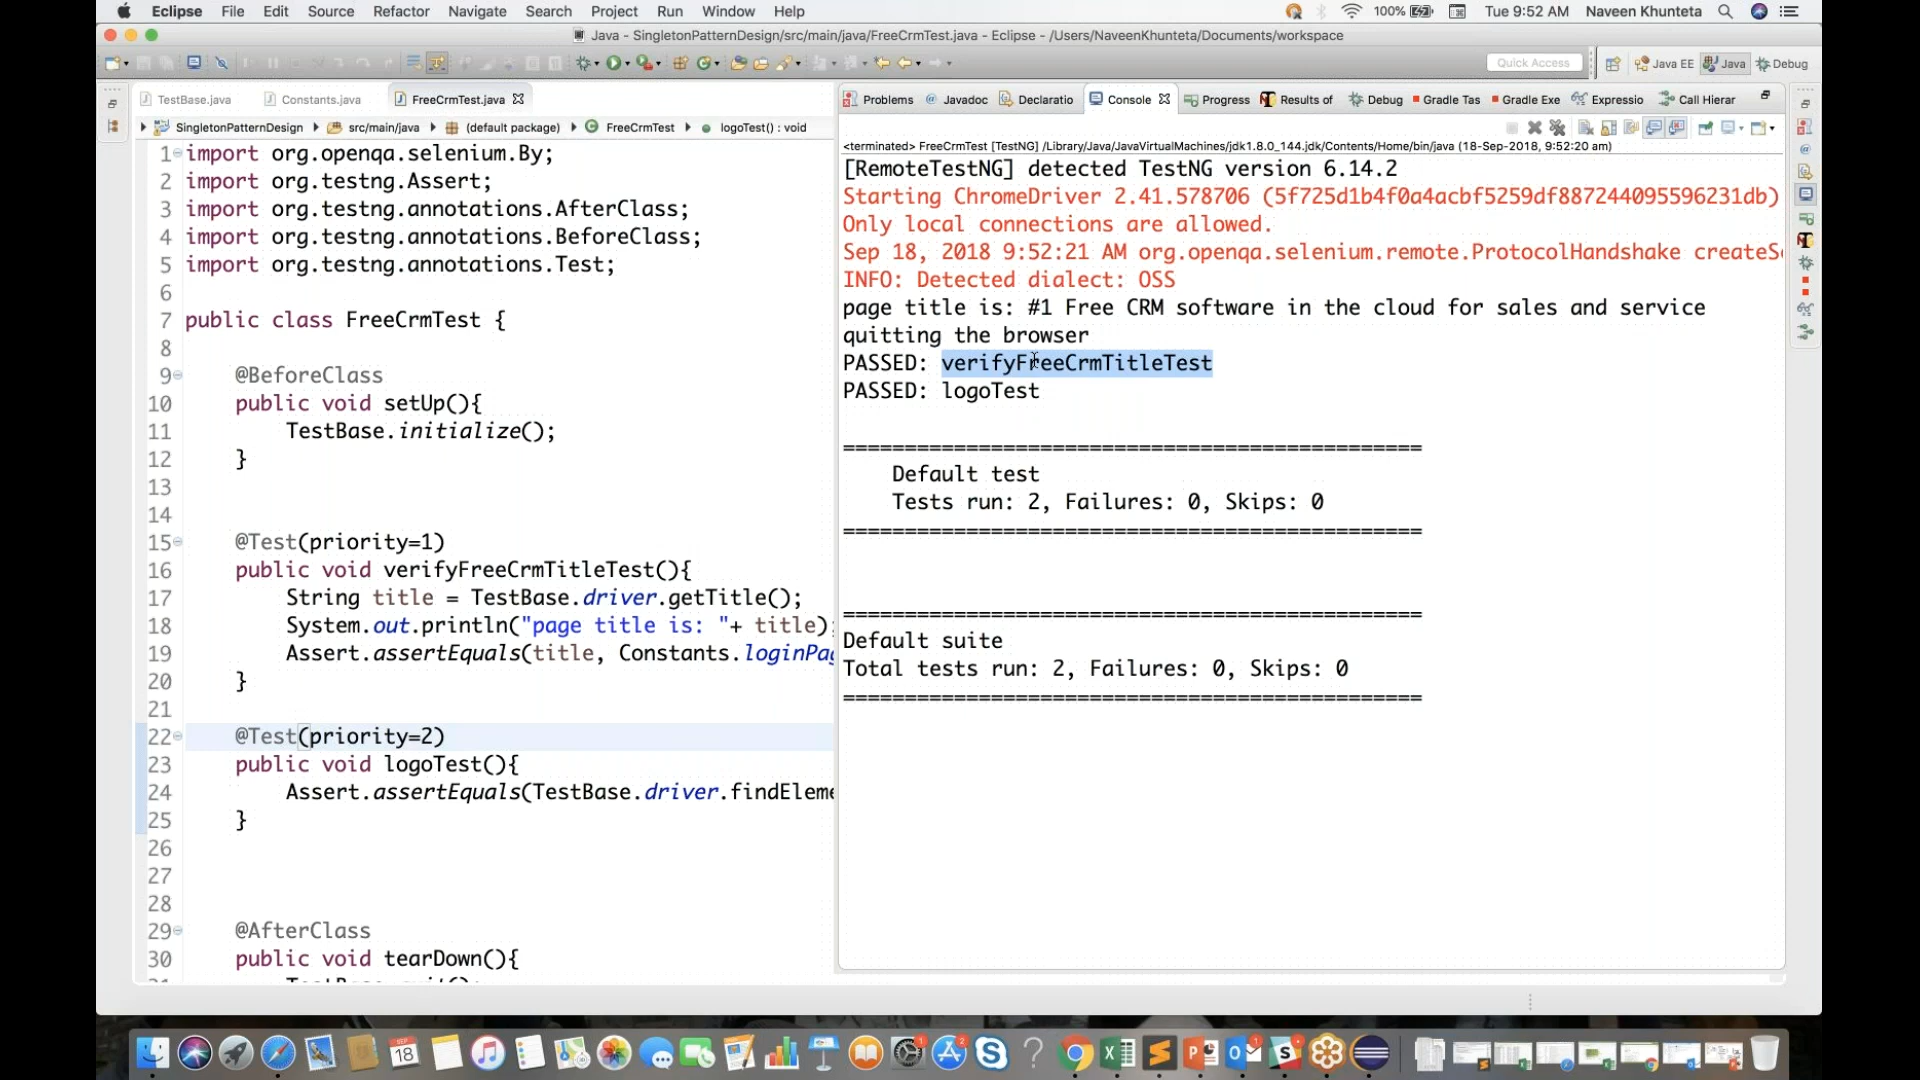 Eclipse File Edit Source Refactor Navigate Search Project Run Window Help 100% Tue 9:52 AM Naveen Khunteta
Java - SingletonPatternDesign/src/main/java/FreeCrmTest.java - Eclipse - /Users/NaveenKhunteta/Documents/workspace
Quick Access Java EE Java Debug
TestBase.java Constants.java FreeCrmTest.java
SingletonPatternDesign src/main/java (default package) FreeCrmTest logoTest() : void
1 import org.openqa.selenium.By;
2 import org.testng.Assert;
3 import org.testng.annotations.AfterClass;
4 import org.testng.annotations.BeforeClass;
5 import org.testng.annotations.Test;
6
7 public class FreeCrmTest {
8
9 @BeforeClass
10 public void setUp(){
11 TestBase.initialize();
12 }
13
14
15 @Test(priority=1)
16 public void verifyFreeCrmTitleTest(){
17 String title = TestBase.driver.getTitle();
18 System.out.println("page title is: "+ title);
19 Assert.assertEquals(title, Constants.loginPag
20 }
21
22 @Test(priority=2)
23 public void logoTest(){
24 Assert.assertEquals(TestBase.driver.findEleme
25 }
26
27
28
29 @AfterClass
30 public void tearDown(){
Problems Javadoc Declaratio Console Progress Results of Debug Gradle Tas Gradle Exe Expressio Call Hierar
<terminated> FreeCrmTest [TestNG] /Library/Java/JavaVirtualMachines/jdk1.8.0_144.jdk/Contents/Home/bin/java (18-Sep-2018, 9:52:20 am)
[RemoteTestNG] detected TestNG version 6.14.2
Starting ChromeDriver 2.41.578706 (5f725d1b4f0a4acbf5259df887244095596231db)
Only local connections are allowed.
Sep 18, 2018 9:52:21 AM org.openqa.selenium.remote.ProtocolHandshake createS
INFO: Detected dialect: OSS
page title is: #1 Free CRM software in the cloud for sales and service
quitting the browser
PASSED: verifyFreeCrmTitleTest
PASSED: logoTest
===============================================
Default test
Tests run: 2, Failures: 0, Skips: 0
===============================================
===============================================
Default suite
Total tests run: 2, Failures: 0, Skips: 0
===============================================
SEP
18